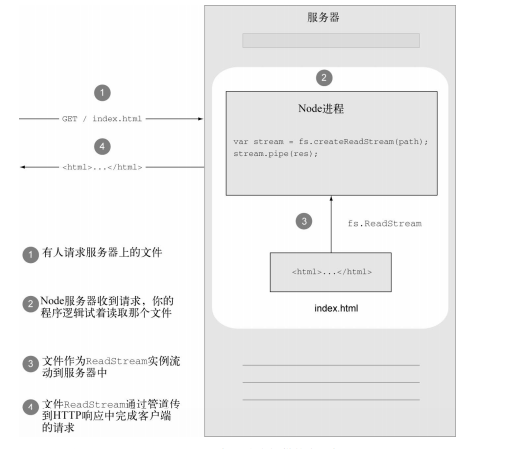 服务器
2
1
Node进程
GET / index.html
var stream = fs.createReadStream(path);
stream.pipe(res);
4
<html>...</html>
3
fs.ReadStream
<html>...</html>
index.html
1 有人请求服务器上的文件
2 Node服务器收到请求，你的
程序逻辑试着读取那个文件
3 文件作为ReadStream实例流
动到服务器中
4 文件ReadStream通过管道传
到HTTP响应中完成客户端
的请求